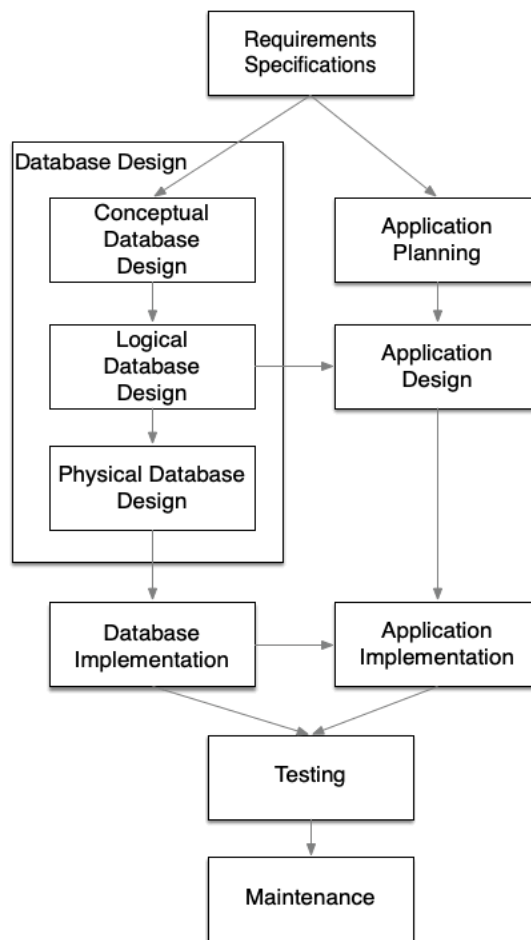 Requirements
Specifications
Database Design
Conceptual
Database
Design
Application
Planning
Logical
Database
Design
Application
Design
Physical Database
Design
Database
Implementation
Application
Implementation
Testing
Maintenance